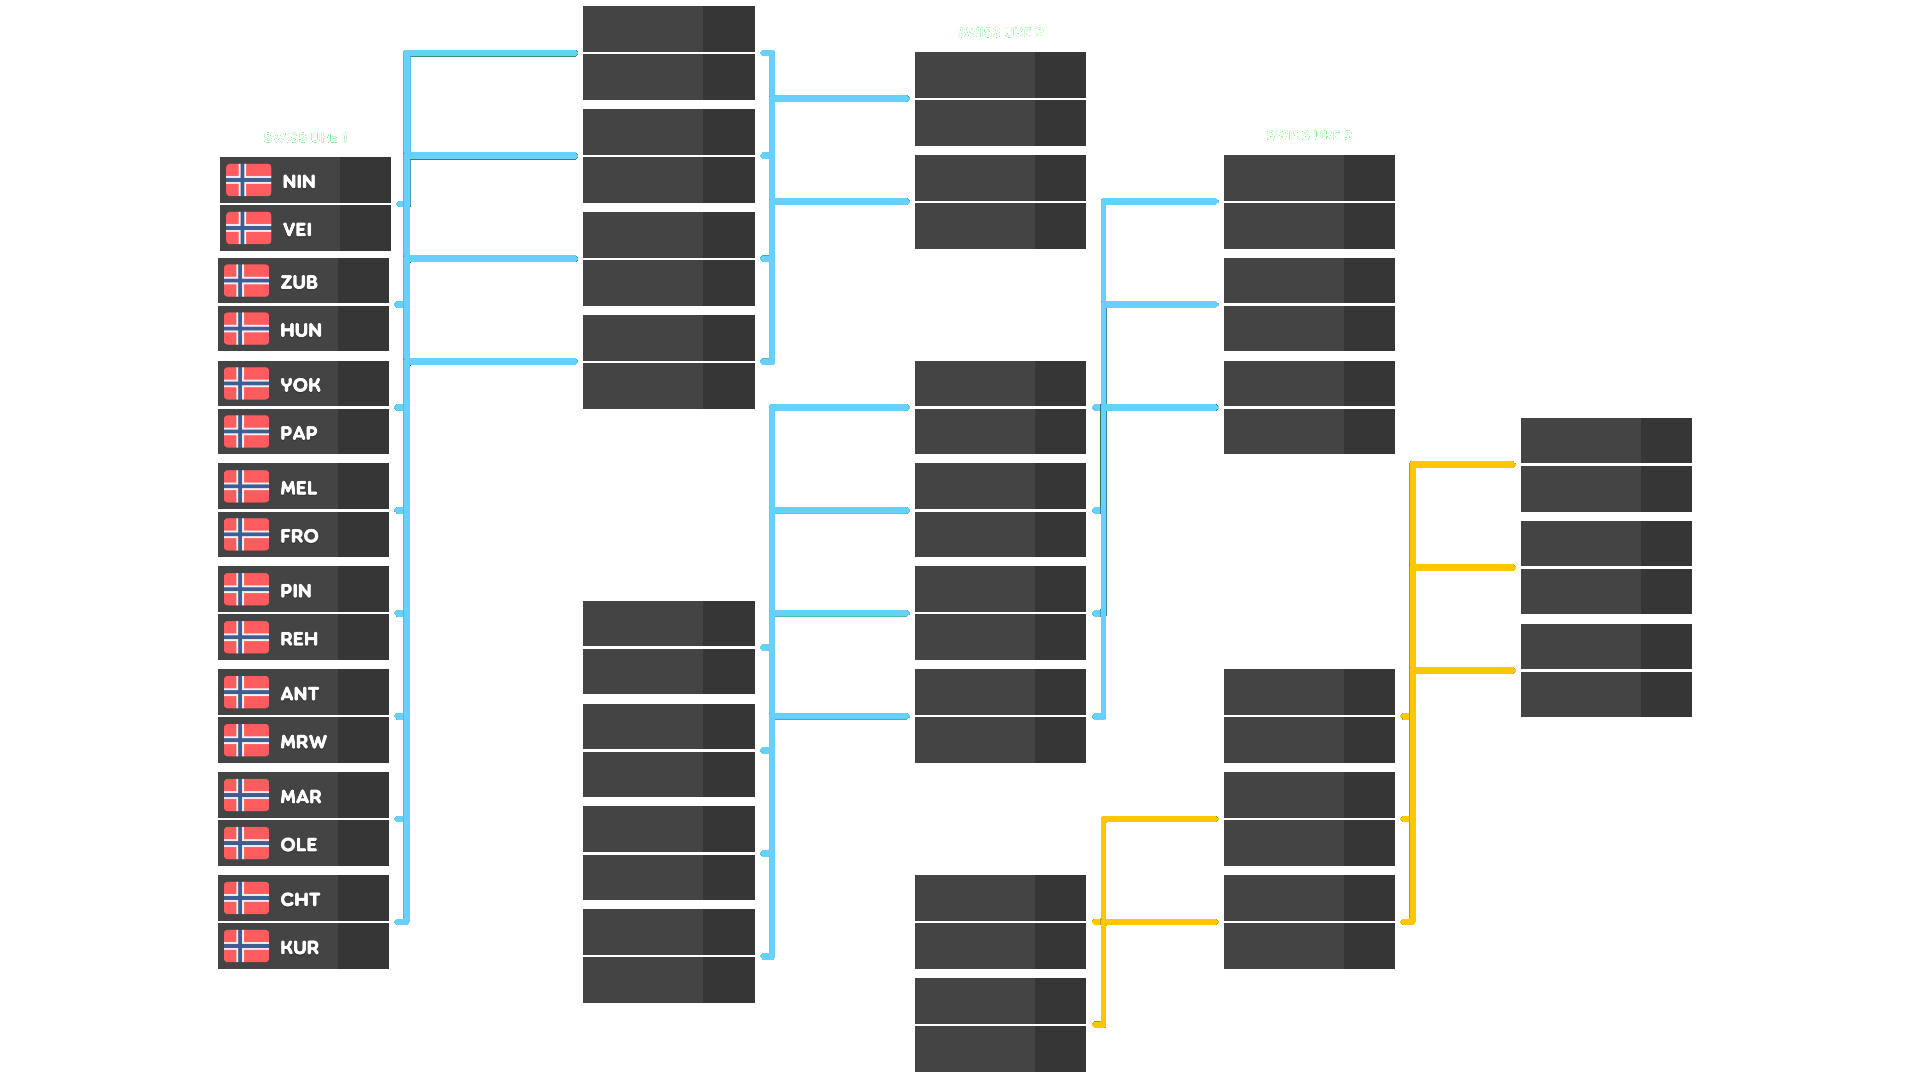 SWISS UKE 1
NIN
VEI
ZUB
HUN
YOK
PAP
MEL
FRO
PIN
REH
ANT
MRW
MAR
OLE
CHT
KUR
SWISS UKE 2
SWISS UKE 3